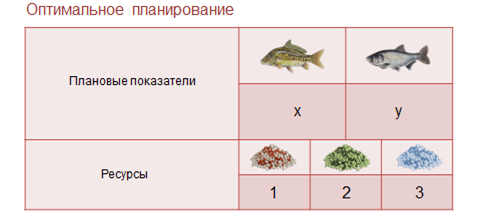 Оптимальное планирование
Плановые показатели
x
y
Ресурсы
1
2
3